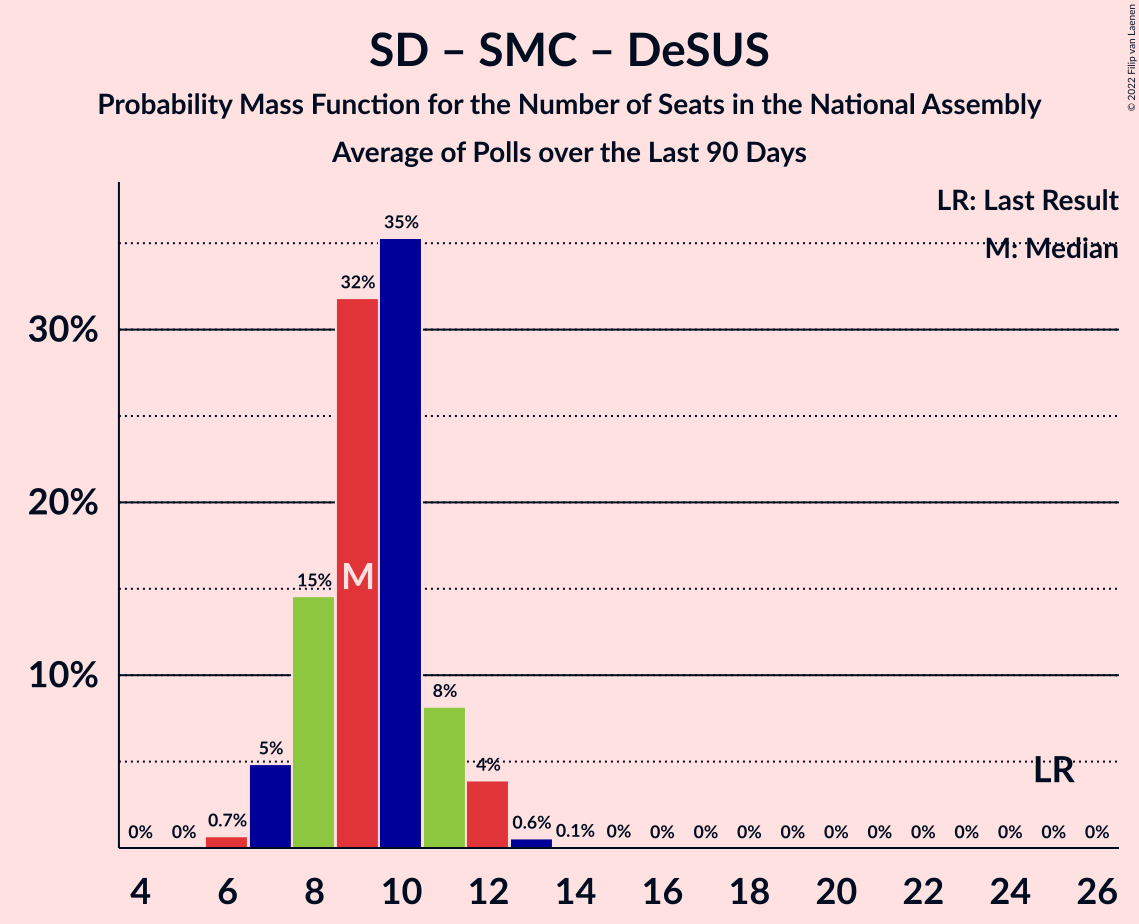 SD – SMC – DeSUS
Probability Mass Function for the Number of Seats in the National Assembly
Average of Polls over the Last 90 Days
© 2022 Filip van Laenen
LR: Last Result
M: Median
35%
32%
30%
20%
15%
M
10%
8%
5%
4%
LR
0% 0% 0.7% 0.6% 0.1% 0% 0% 0% 0% 0% 0% 0% 0% 0% 0% 0% 0%
4 6 8 10 12 14 16 18 20 22 24 26